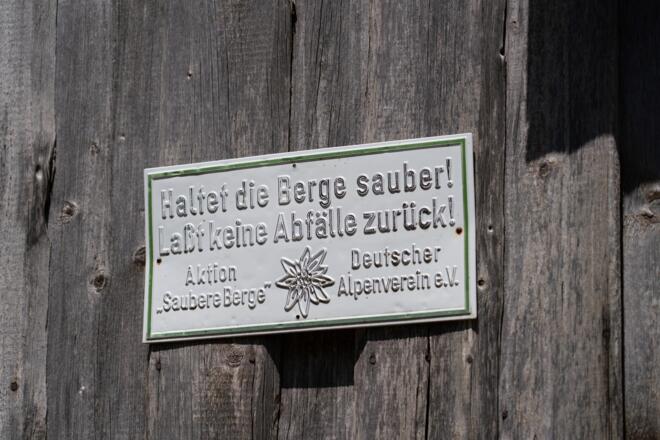 Haltet die Berge sauber!
Laßt keine Abfälle zurück!
Aktion
„Saubere Berge"
Deutscher
Alpenverein e.V.